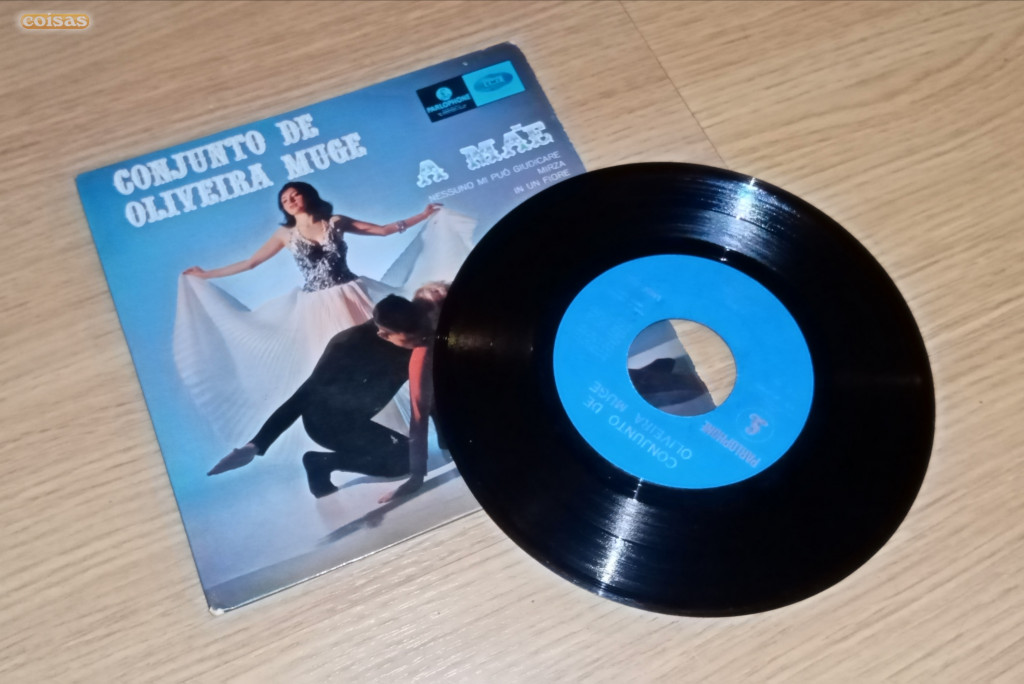 coisas
CONJUNTO DE
OLIVEIRA MUGE
PARLOPHONE
EMI
A MÃE
NESSUNO MI PUÒ GIUDICARE
MIRZA
IN UN FIORE
PARLOPHONE
CONJUNTO DE
OLIVEIRA MUGE